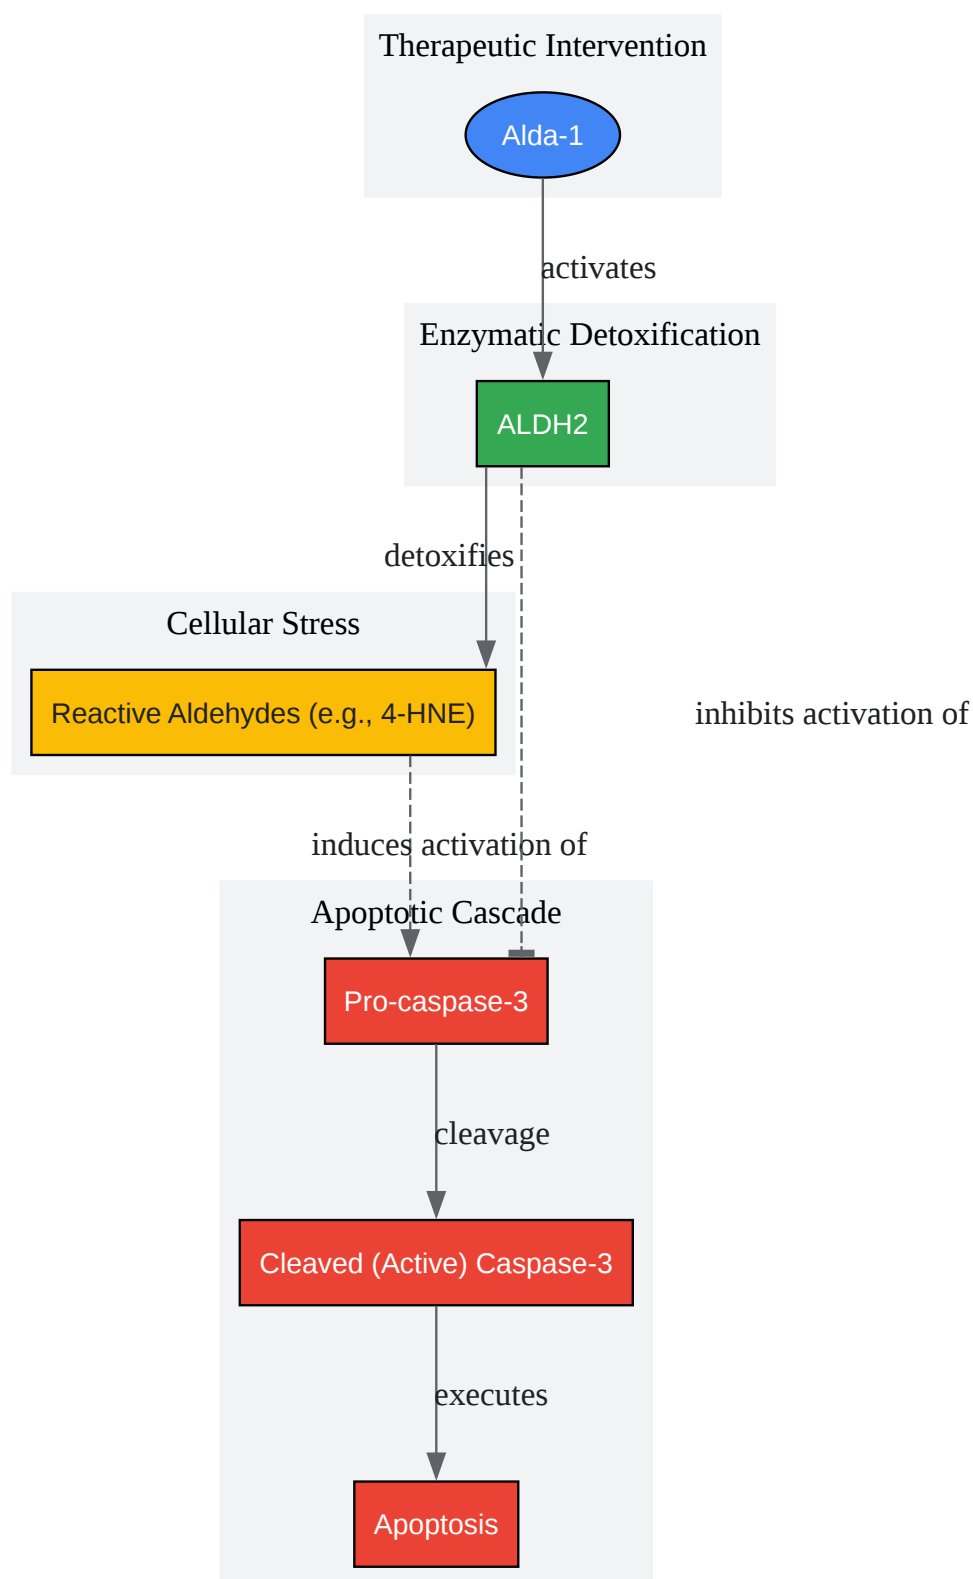 Therapeutic Intervention
Alda-1
activates
Enzymatic Detoxification
ALDH2
detoxifies
Cellular Stress
Reactive Aldehydes (e.g., 4-HNE)
inhibits activation of
induces activation of
Apoptotic Cascade
Pro-caspase-3
cleavage
Cleaved (Active) Caspase-3
executes
Apoptosis